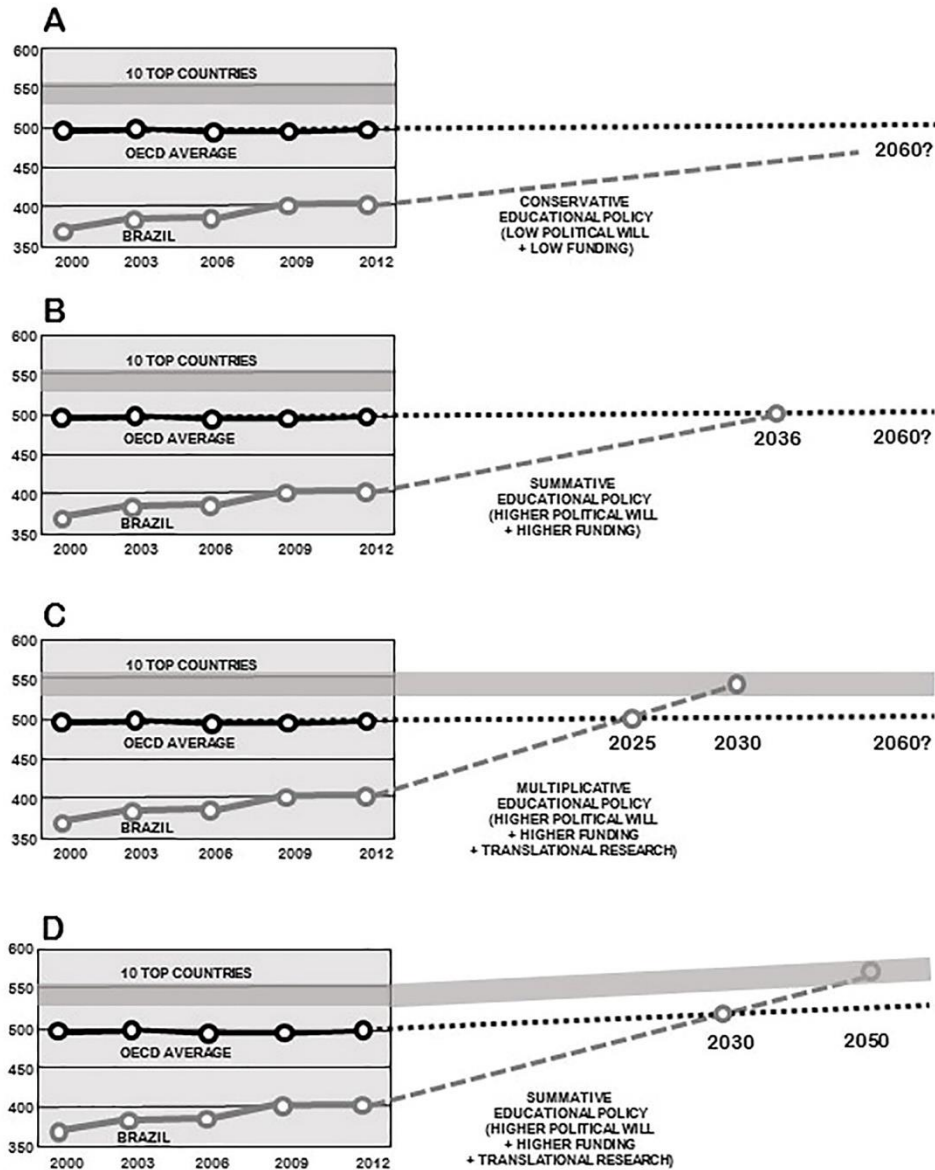 A
600
10 TOP COUNTRIES
550
500
OECD AVERAGE
2060?
450
400
CONSERVATIVE
EDUCATIONAL POLICY
(LOW POLITICAL WILL
+ LOW FUNDING)
BRAZIL
350
2000 2003 2006 2009 2012
B
600
10 TOP COUNTRIES
550
500
OECD AVERAGE
2036 2060?
450
400
SUMMATIVE
EDUCATIONAL POLICY
(HIGHER POLITICAL WILL
+ HIGHER FUNDING)
BRAZIL
350
2000 2003 2006 2009 2012
C
600
10 TOP COUNTRIES
550
500
OECD AVERAGE
2025 2030 2060?
450
400
MULTIPLICATIVE
EDUCATIONAL POLICY
(HIGHER POLITICAL WILL
+ HIGHER FUNDING
+ TRANSLATIONAL RESEARCH)
BRAZIL
350
2000 2003 2006 2009 2012
D
600
10 TOP COUNTRIES
550
500
OECD AVERAGE
2030 2050
450
400
SUMMATIVE
EDUCATIONAL POLICY
(HIGHER POLITICAL WILL
+ HIGHER FUNDING
+ TRANSLATIONAL RESEARCH)
BRAZIL
350
2000 2003 2006 2009 2012